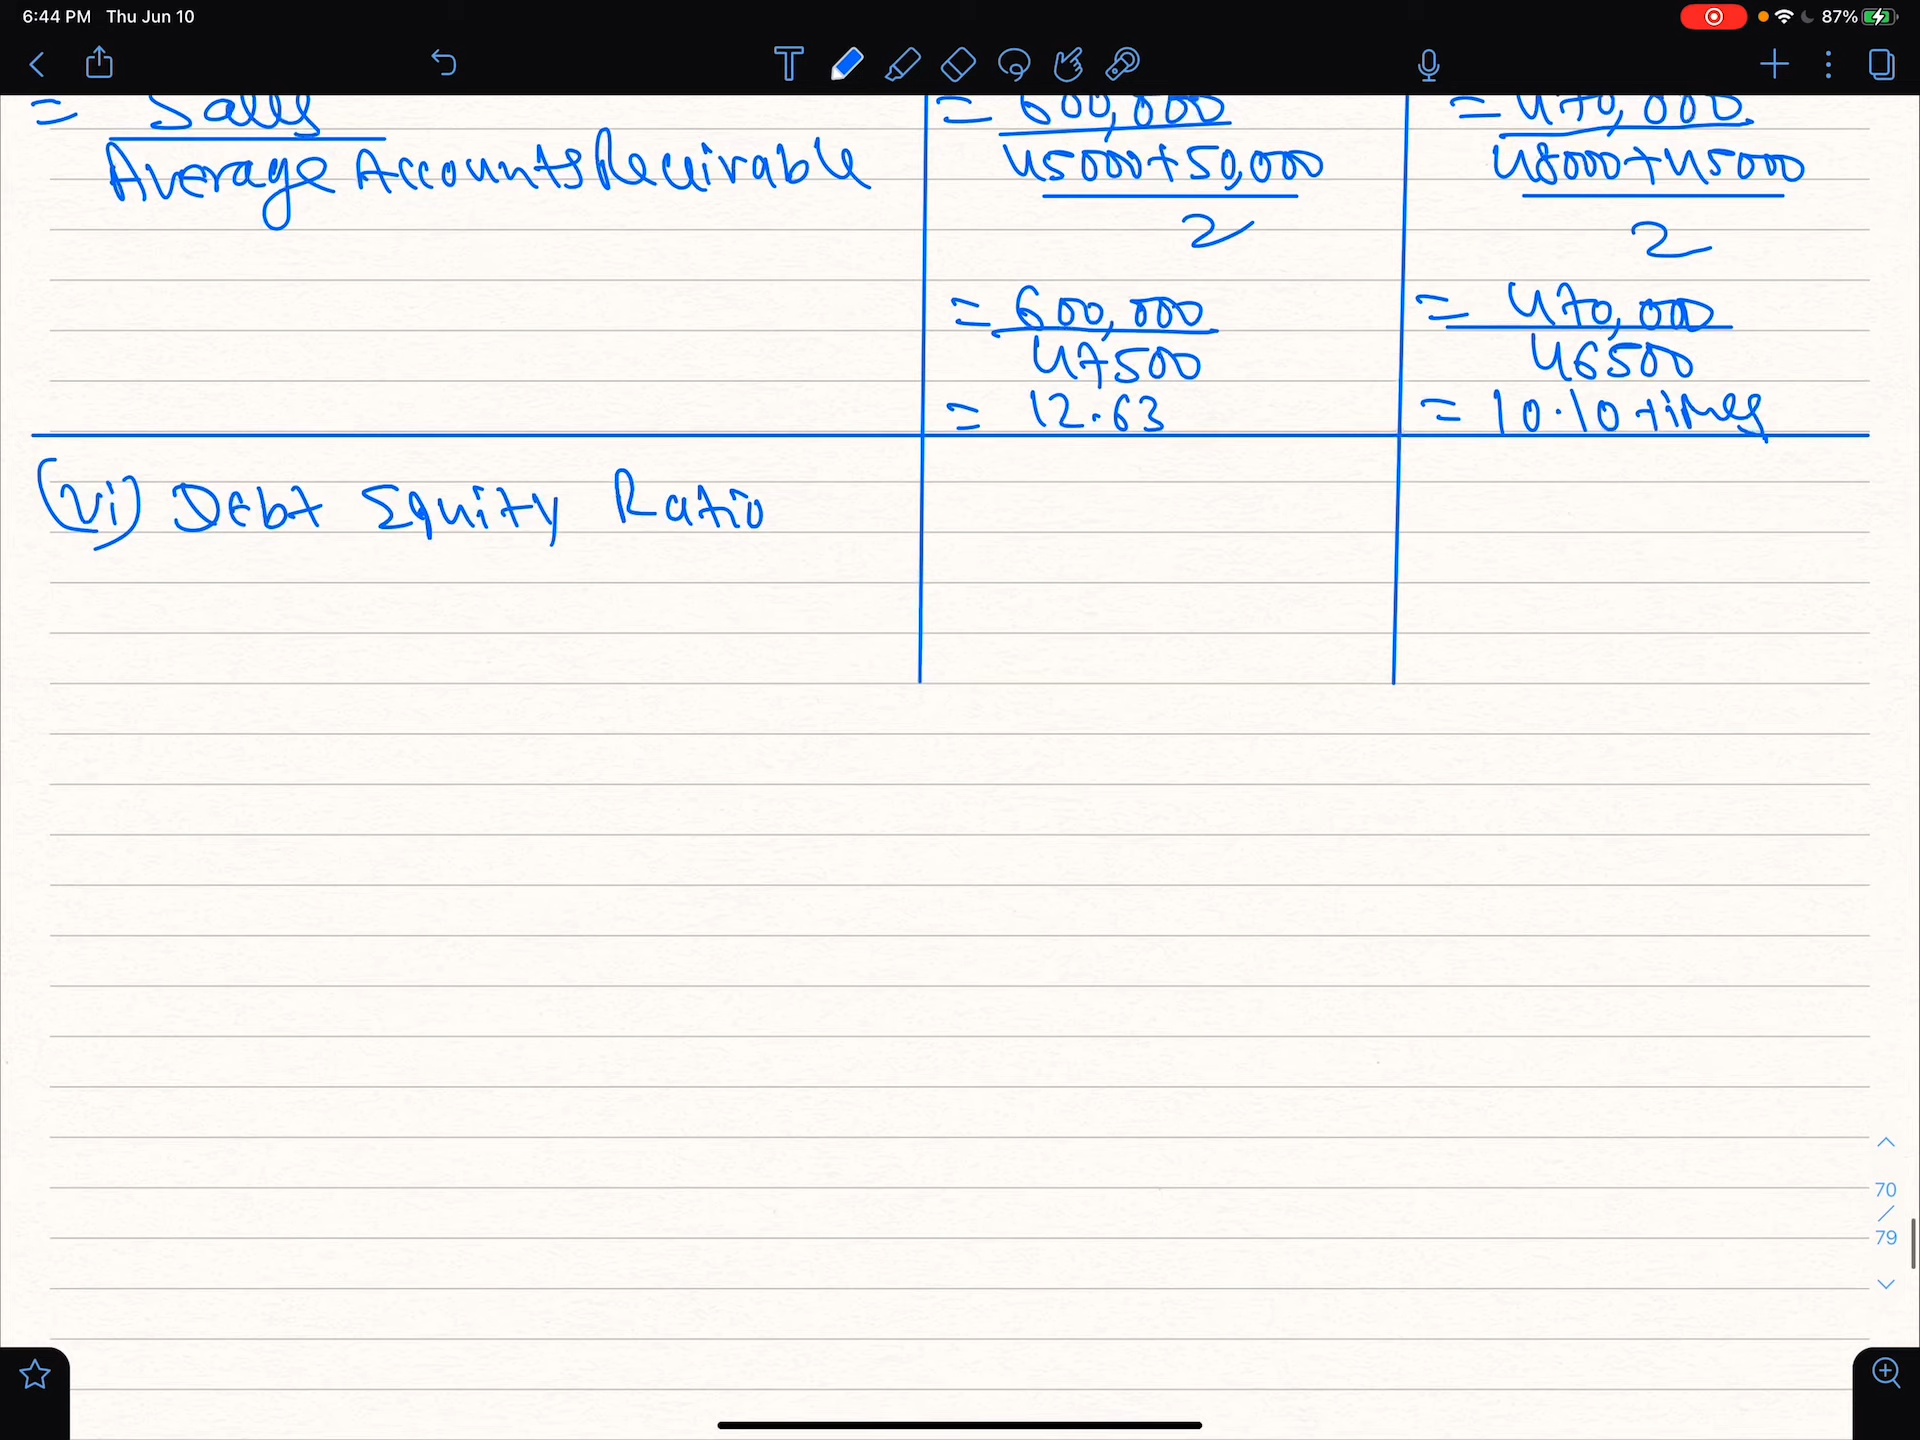 6:44 PM Thu Jun 10
87%
= Sales = 600,000 = 470,000
Average Accounts Receivable 45000+50,000 48000+45000
2 2
= 600,000 = 470,000
47500 46500
= 12.63 = 10.10 times
(vi) Debt Equity Ratio
70
/
79